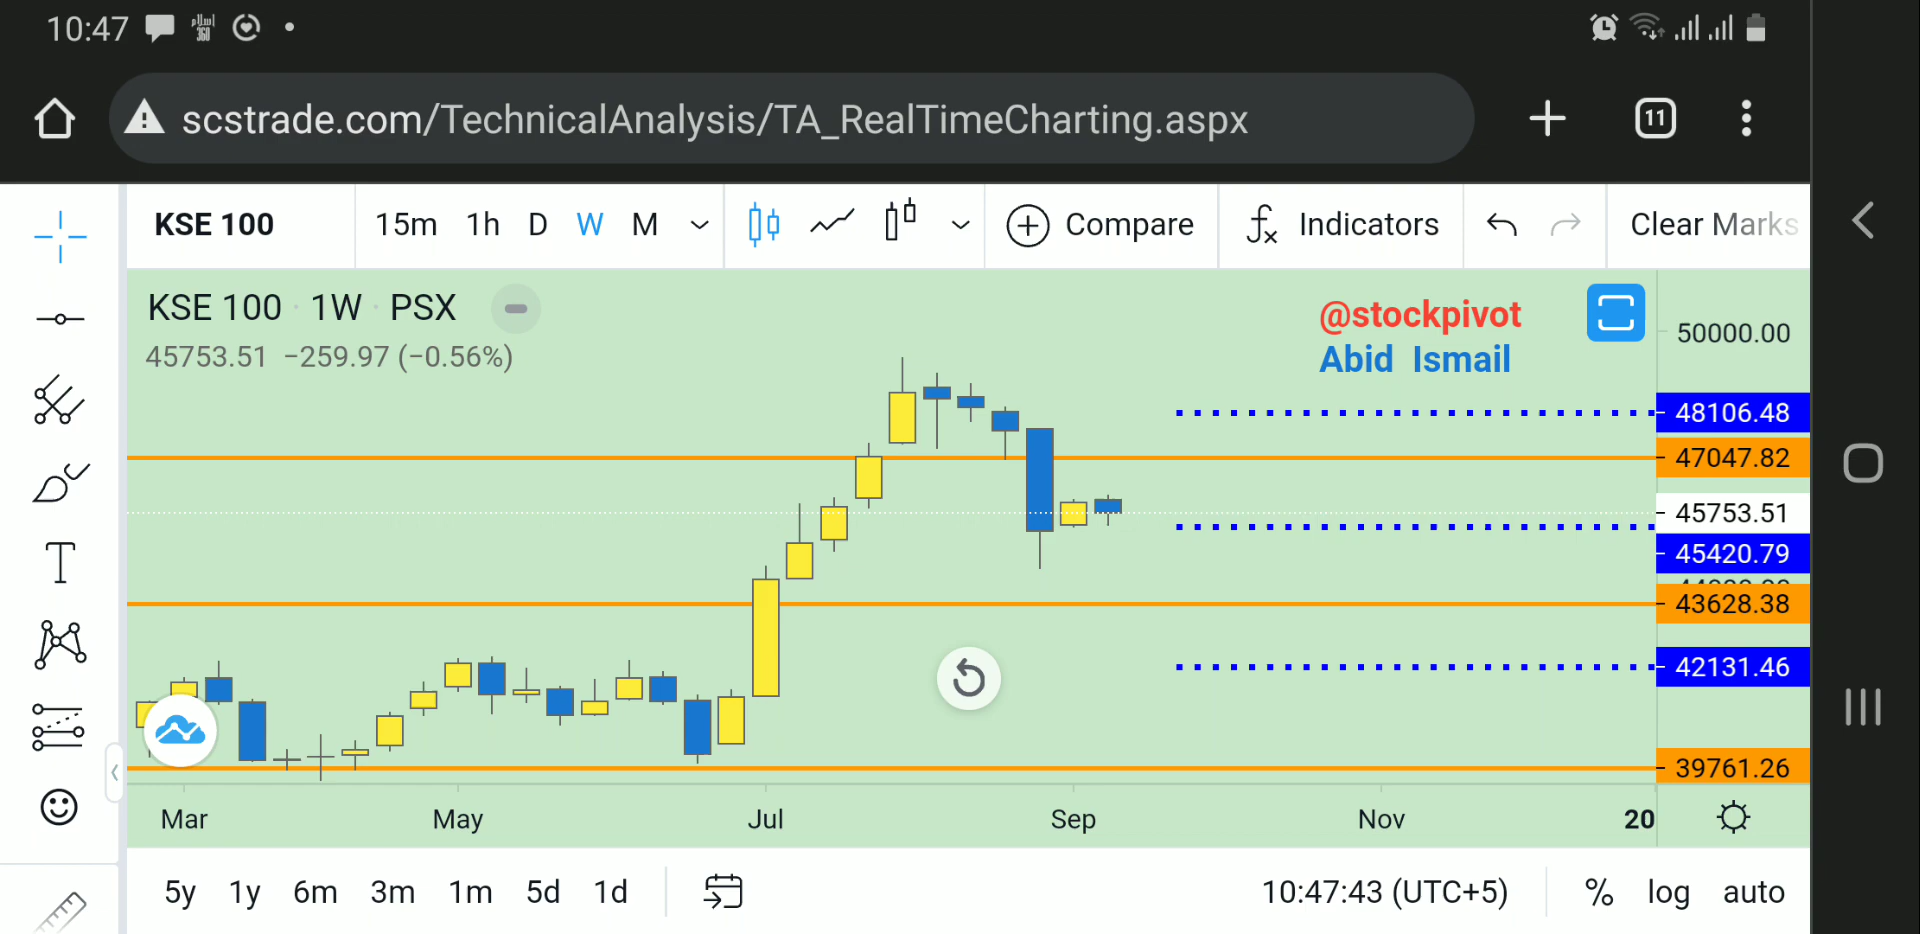 10:47
scstrade.com/TechnicalAnalysis/TA_RealTimeCharting.aspx
11
KSE 100 15m 1h D W M Compare Indicators Clear Marks
KSE 100 · 1W · PSX
45753.51 −259.97 (−0.56%)
@stockpivot
Abid Ismail
50000.00
48106.48
47047.82
45753.51
45420.79
43628.38
42131.46
39761.26
Mar May Jul Sep Nov 20
5y 1y 6m 3m 1m 5d 1d 10:47:43 (UTC+5) % log auto